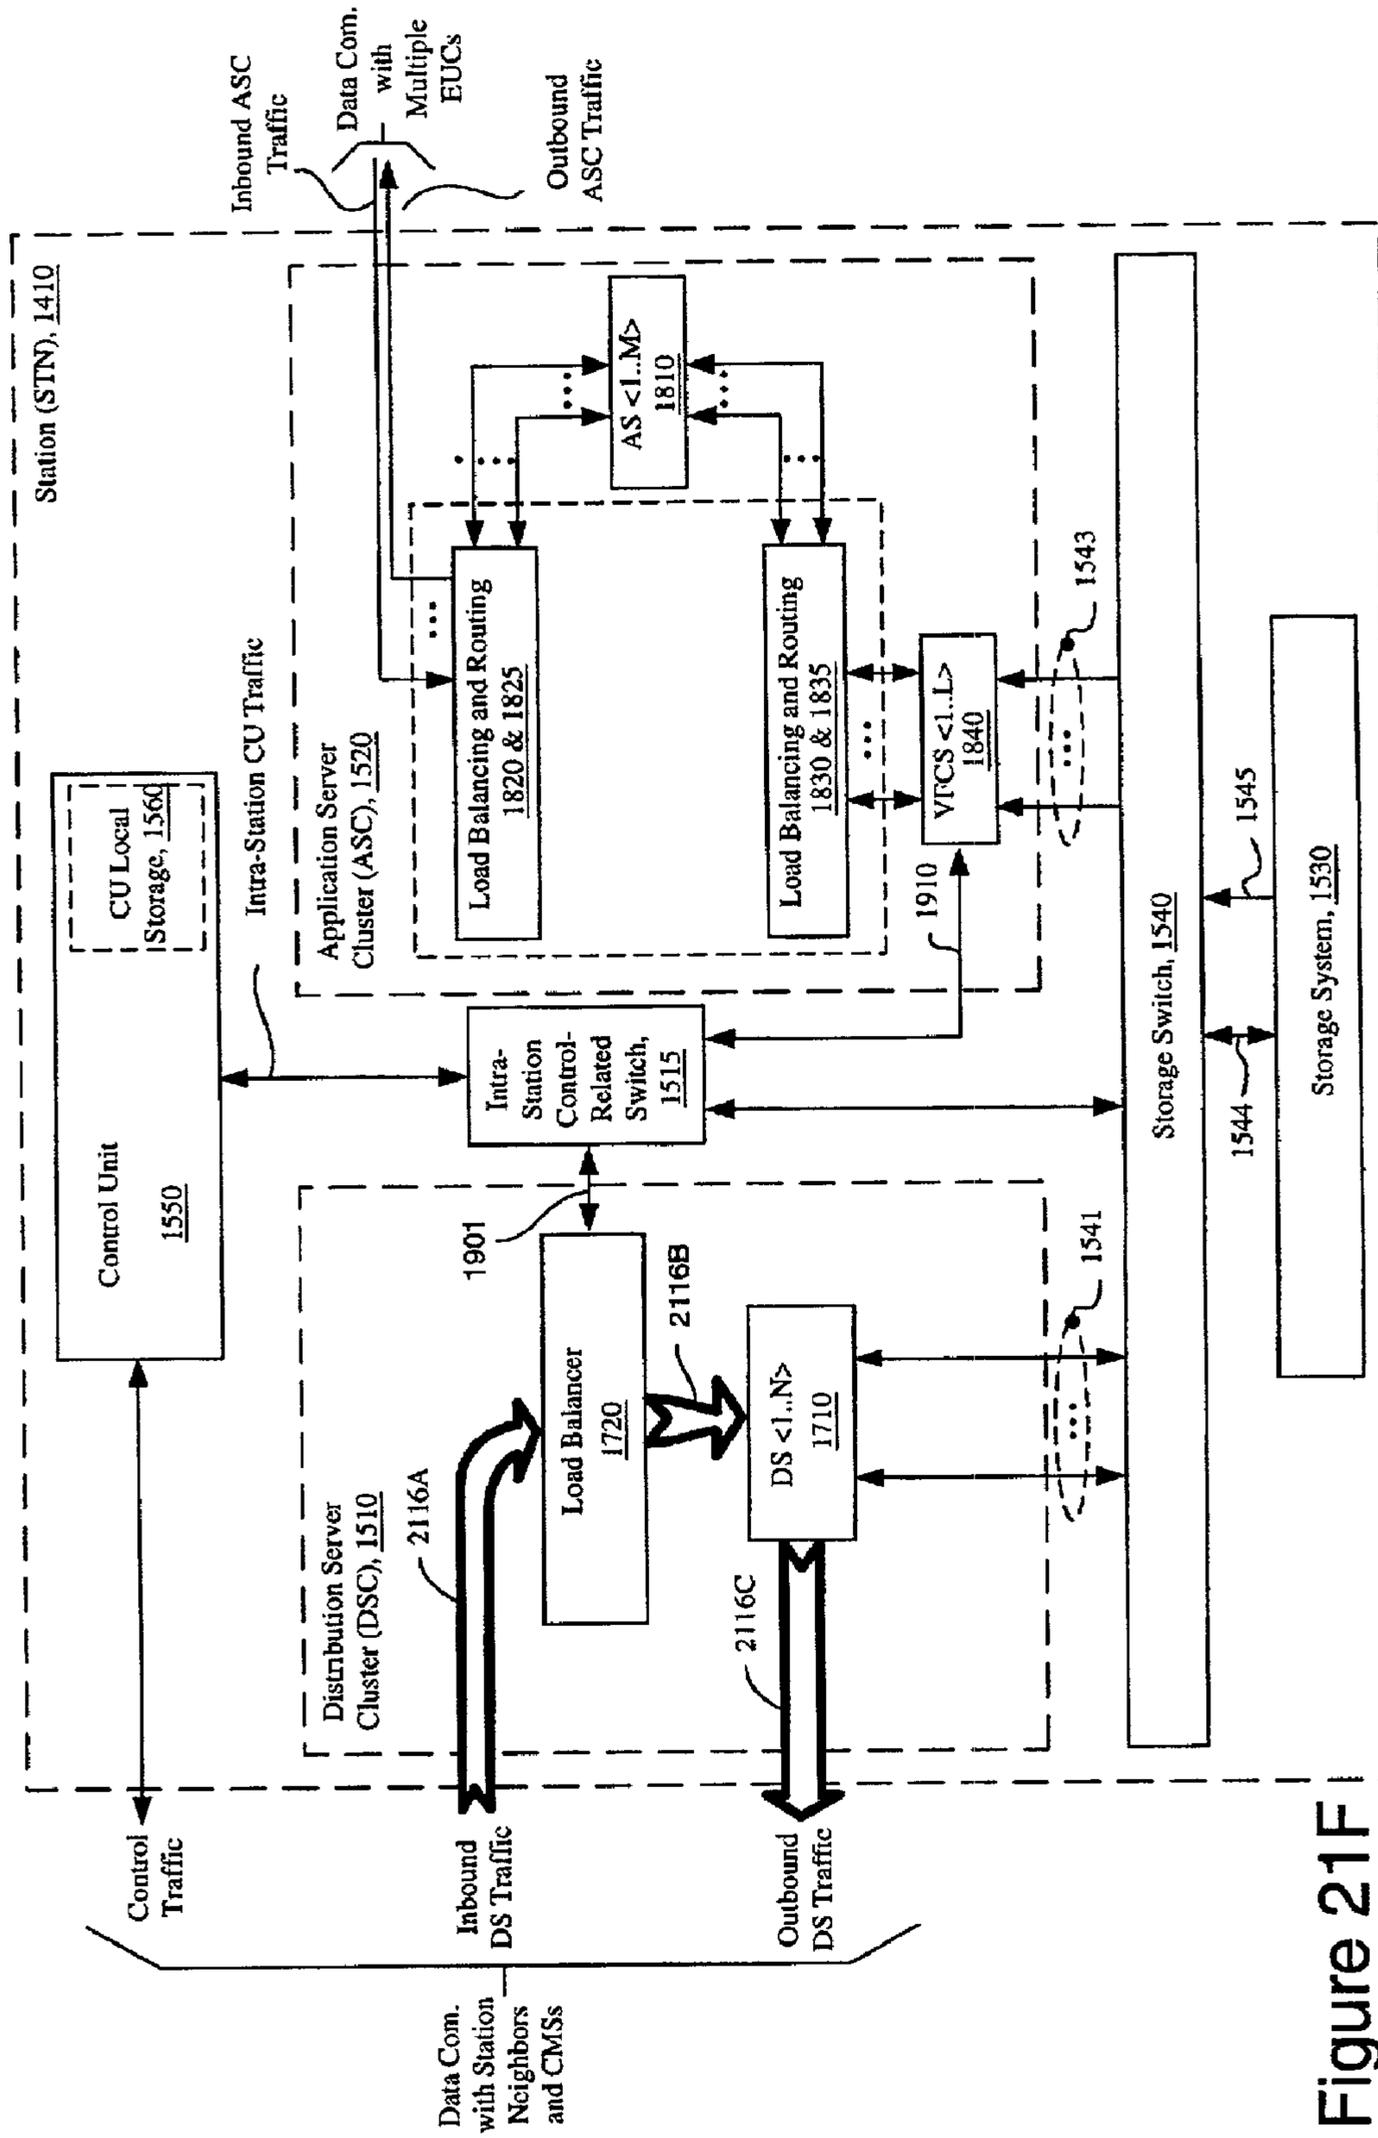 Station (STN), 1410
Control
Traffic
Control Unit
1550
CU Local
Storage, 1560
Intra-Station CU Traffic
Inbound ASC
Traffic
Data Com.
with
Multiple
EUCs
Outbound
ASC Traffic
Data Com.
with Station
Neighbors
and CMSs
Inbound
DS Traffic
Outbound
DS Traffic
Distribution Server
Cluster (DSC), 1510
2116A
Load Balancer
1720
2116B
1901
DS <1..N>
1710
2116C
1541
Intra-
Station
Control-
Related
Switch,
1515
Application Server
Cluster (ASC), 1520
Load Balancing and Routing
1820 & 1825
AS <1..M>
1810
Load Balancing and Routing
1830 & 1835
VFCS <1..L>
1840
1910
1543
Storage Switch, 1540
1544
1545
Storage System, 1530
Figure 21F